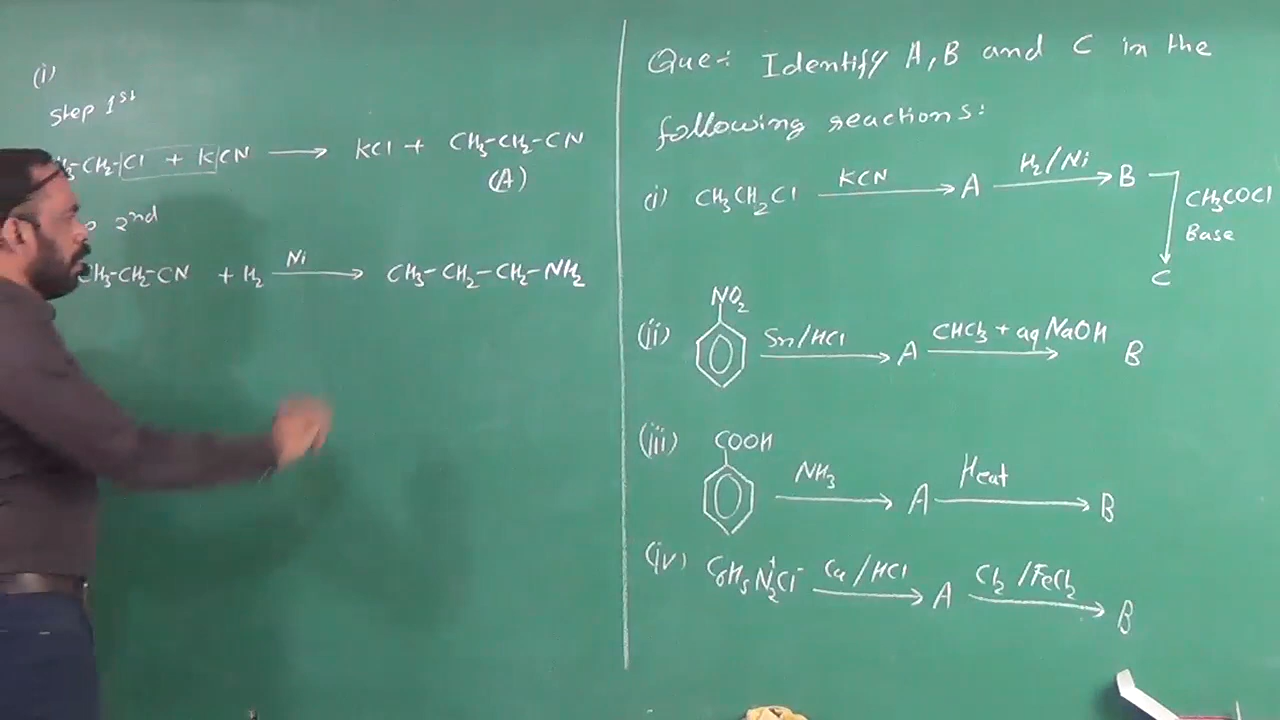 (i)
Step 1st
-CH₂-Cl + KCN ⟶ KCl + CH₃-CH₂-CN
(A)
2nd
CH₃-CH₂-CN + H₂ Ni ⟶ CH₃-CH₂-CH₂-NH₂
Que:- Identify A, B and C in the
following reactions:
(i) CH₃CH₂Cl KCN ⟶ A H₂/Ni ⟶ B
CH₃COCl
Base
C
NO₂
(ii) Sn/HCl ⟶ A CHCl₃ + aq NaOH ⟶ B
COOH
(iii) NH₃ ⟶ A Heat ⟶ B
(iv) C₆H₅N₂⁺Cl⁻ Cu/HCl ⟶ A Cl₂/FeCl₂ ⟶ B